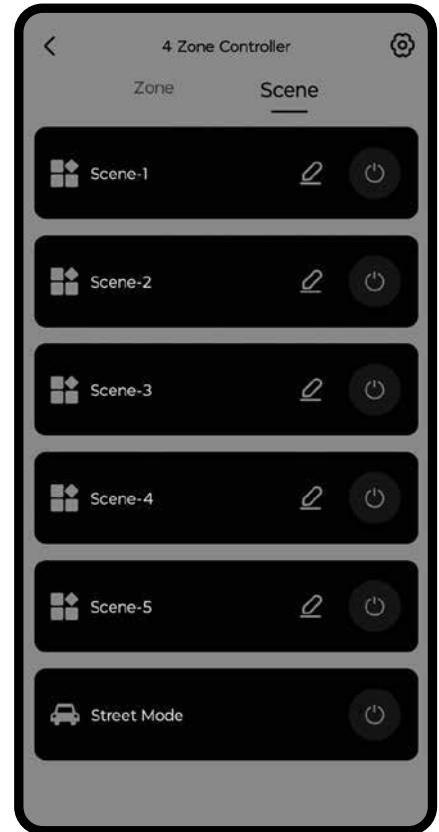 4 Zone Controller
Zone Scene
Scene-1
Scene-2
Scene-3
Scene-4
Scene-5
Street Mode